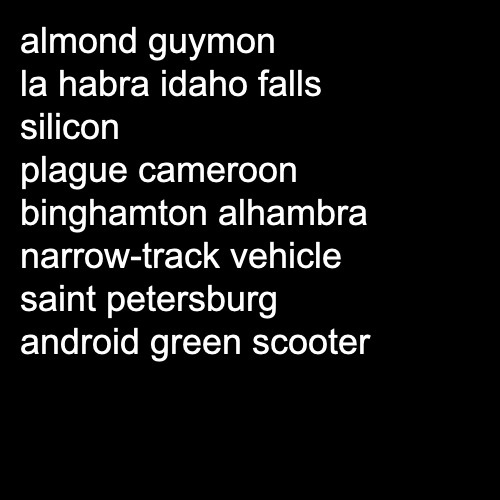 almond guymon
la habra idaho falls
silicon
plague cameroon
binghamton alhambra
narrow-track vehicle
saint petersburg
android green scooter